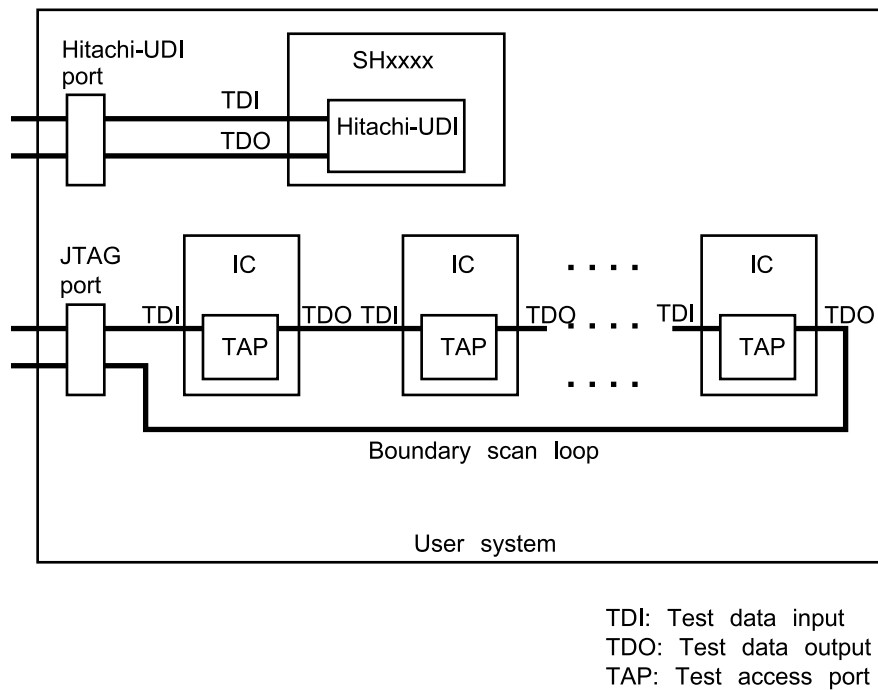 Hitachi-UDI
port
SHxxxx
TDI
Hitachi-UDI
TDO
JTAG
port
IC
IC
. . . .
IC
TDI
TDO
TDI
TDO
. . . .
TDI
TDO
TAP
TAP
TAP
. . . .
Boundary scan loop
User system
TDI: Test data input
TDO: Test data output
TAP: Test access port